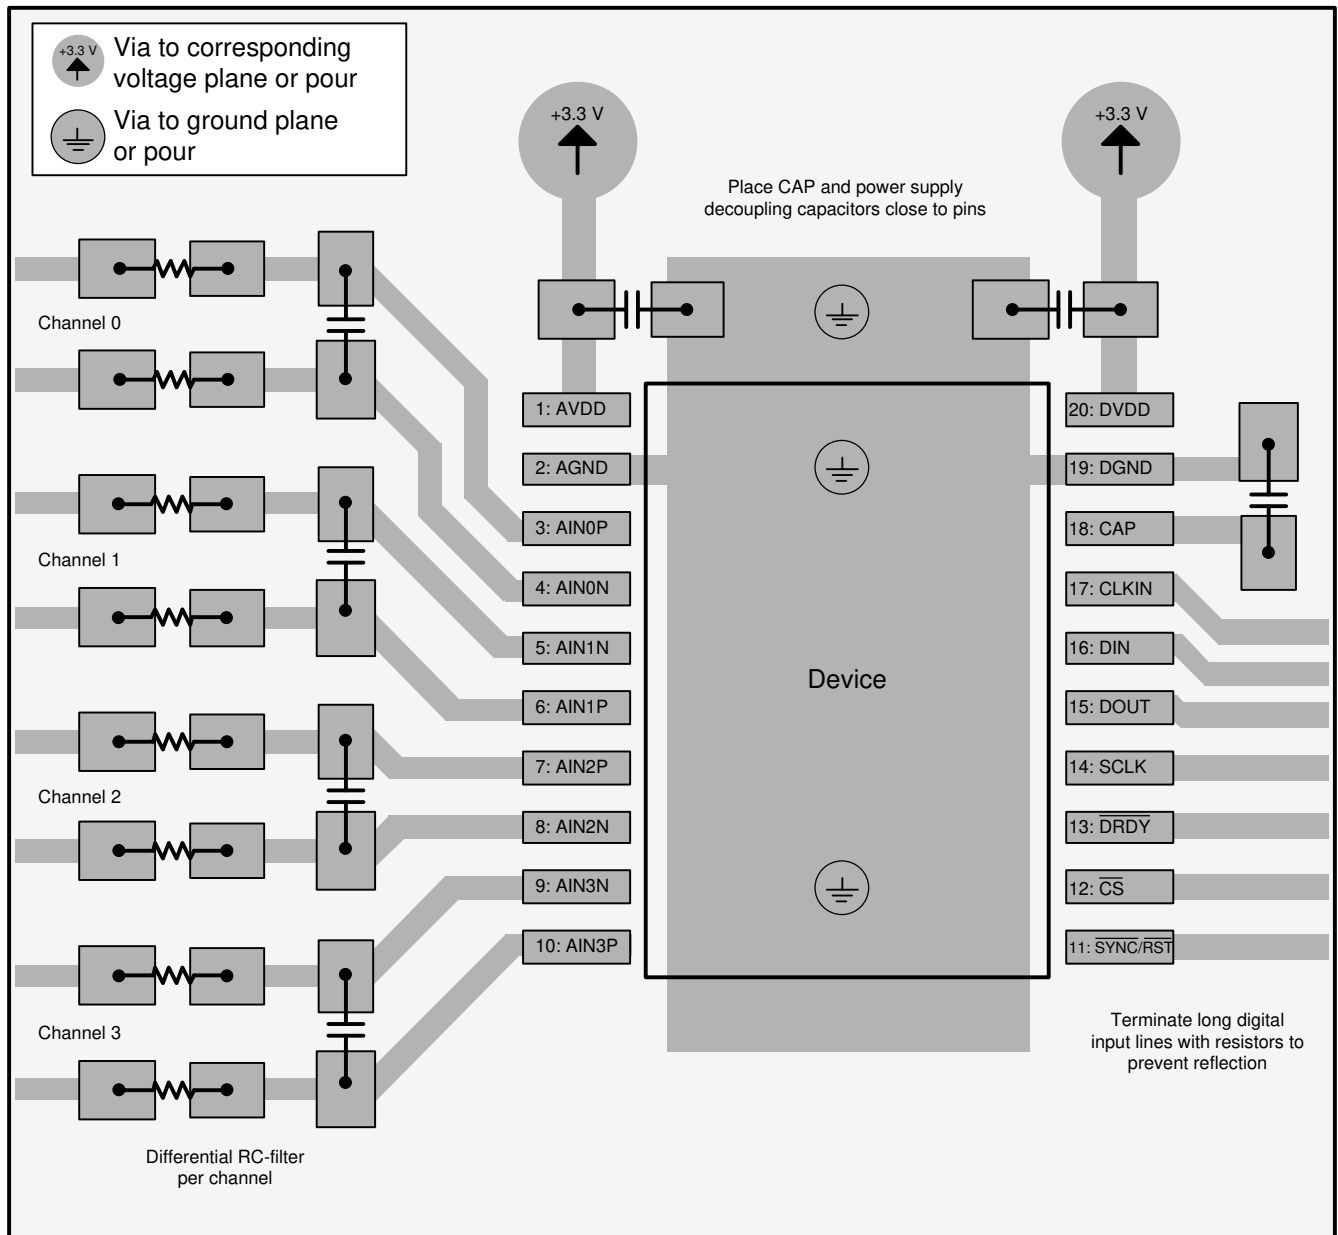 +3.3 V
Via to corresponding
voltage plane or pour
Via to ground plane
or pour
+3.3 V
+3.3 V
Place CAP and power supply
decoupling capacitors close to pins
Channel 0
Channel 1
Channel 2
Channel 3
1: AVDD
2: AGND
3: AIN0P
4: AIN0N
5: AIN1N
6: AIN1P
7: AIN2P
8: AIN2N
9: AIN3N
10: AIN3P
Device
20: DVDD
19: DGND
18: CAP
17: CLKIN
16: DIN
15: DOUT
14: SCLK
13: DRDY
12: CS
11: SYNC/RST
Terminate long digital
input lines with resistors to
prevent reflection
Differential RC-filter
per channel